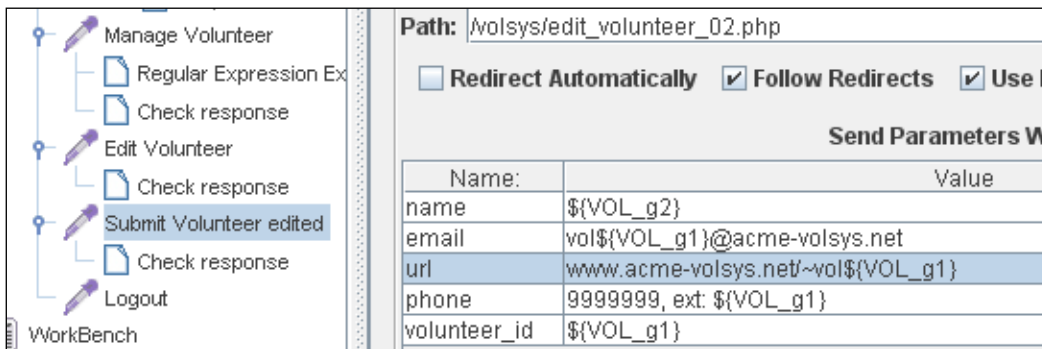 Manage Volunteer
Regular Expression Ex
Check response
Edit Volunteer
Check response
Submit Volunteer edited
Check response
Logout
WorkBench
Path: /volsys/edit_volunteer_02.php
Redirect Automatically Follow Redirects Use
Send Parameters W
Name: Value
name ${VOL_g2}
email vol${VOL_g1}@acme-volsys.net
url www.acme-volsys.net/~vol${VOL_g1}
phone 9999999, ext: ${VOL_g1}
volunteer_id ${VOL_g1}